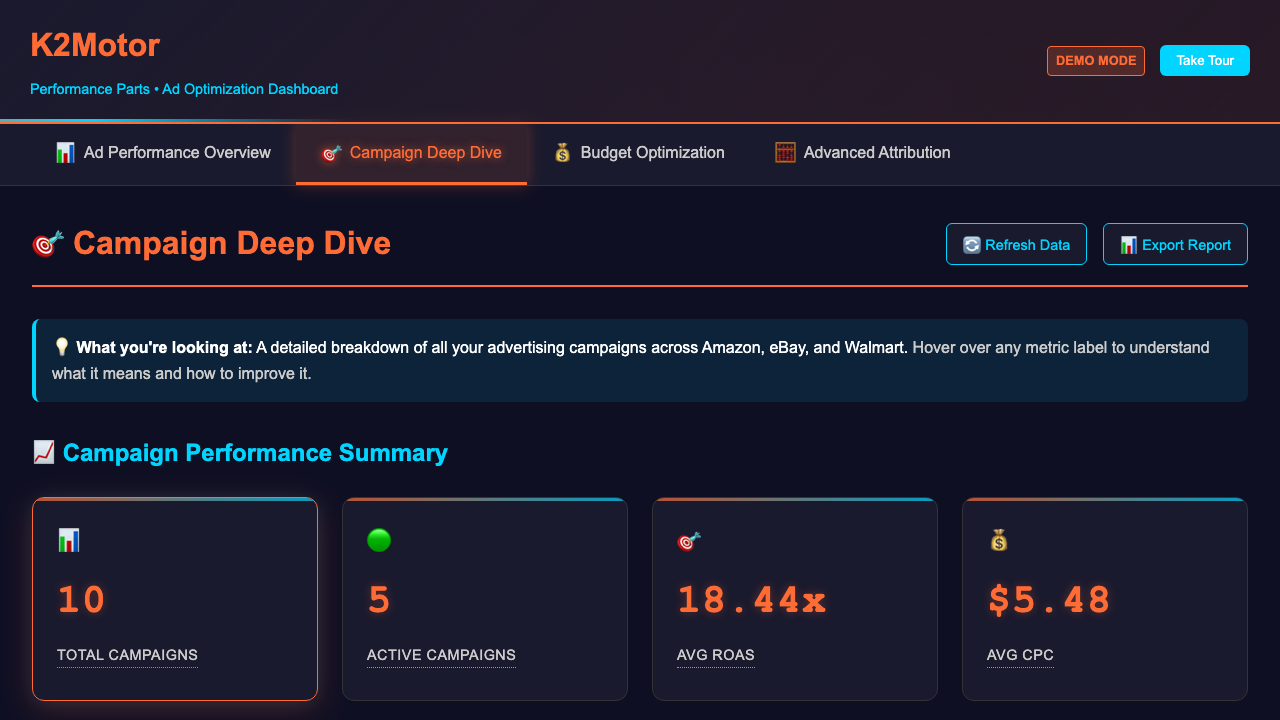 K2Motor
Performance Parts • Ad Optimization Dashboard
DEMO MODE
Take Tour
Ad Performance Overview
Campaign Deep Dive
Budget Optimization
Advanced Attribution
Campaign Deep Dive
Refresh Data
Export Report
What you're looking at: A detailed breakdown of all your advertising campaigns across Amazon, eBay, and Walmart. Hover over any metric label to understand
what it means and how to improve it.
Campaign Performance Summary
10
TOTAL CAMPAIGNS
5
ACTIVE CAMPAIGNS
18.44x
AVG ROAS
$5.48
AVG CPC